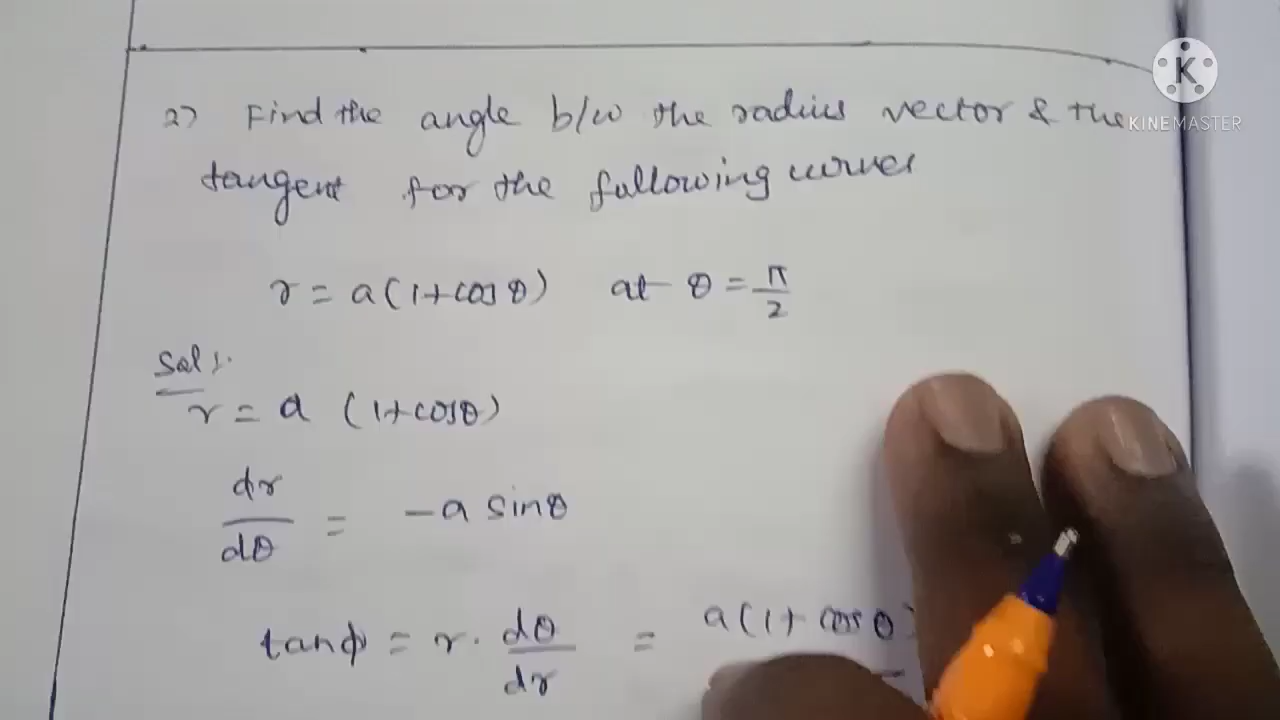 2) Find the angle b/w the radius vector & the
tangent for the following curves
r = a(1+cosθ) at θ = π/2
Sol:
r = a (1+cosθ)
dr/dθ = -a sinθ
tanϕ = r. dθ/dr = a(1+cosθ)
K
KINEMASTER